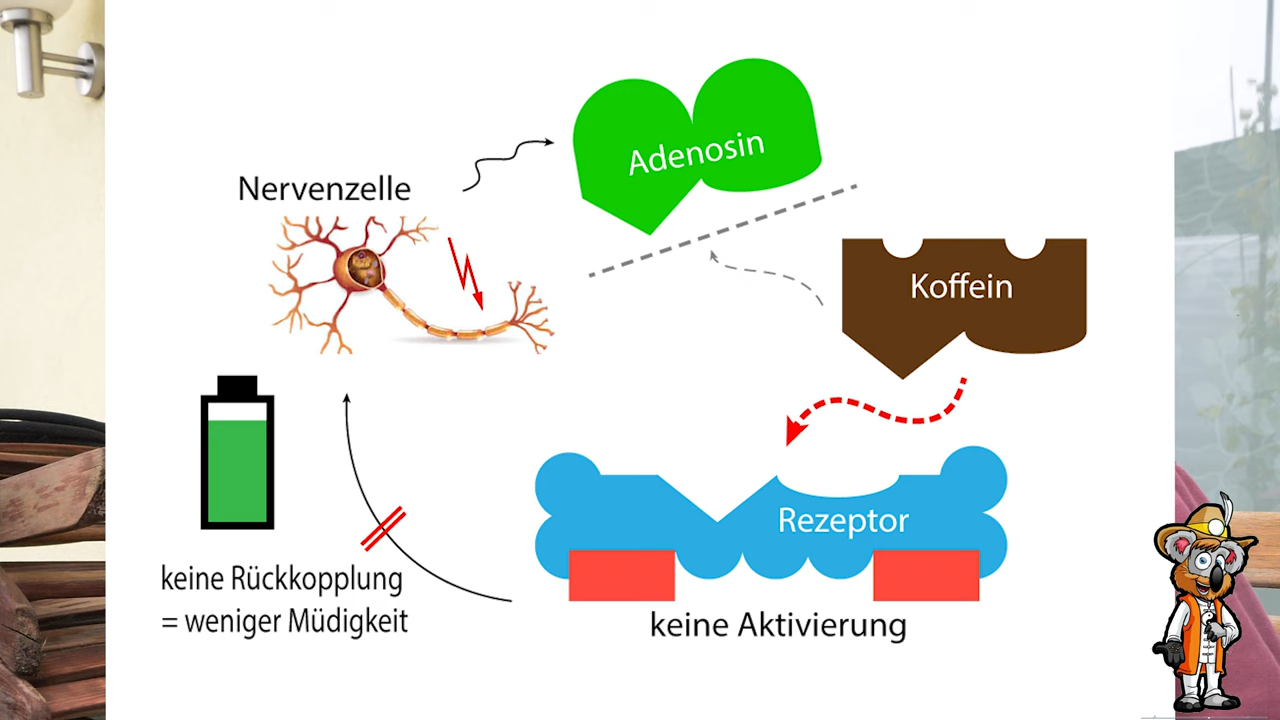 Adenosin
Nervenzelle
Koffein
Rezeptor
keine Rückkopplung
= weniger Müdigkeit
keine Aktivierung